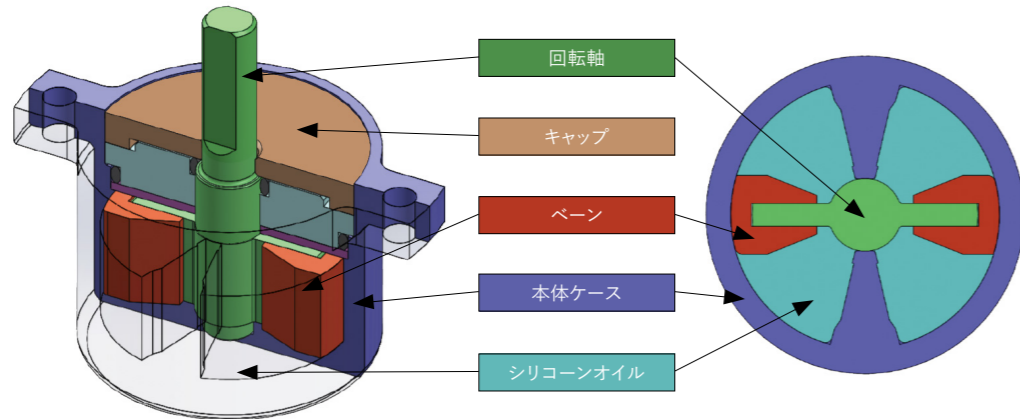 回転軸
キャップ
ベーン
本体ケース
シリコーンオイル